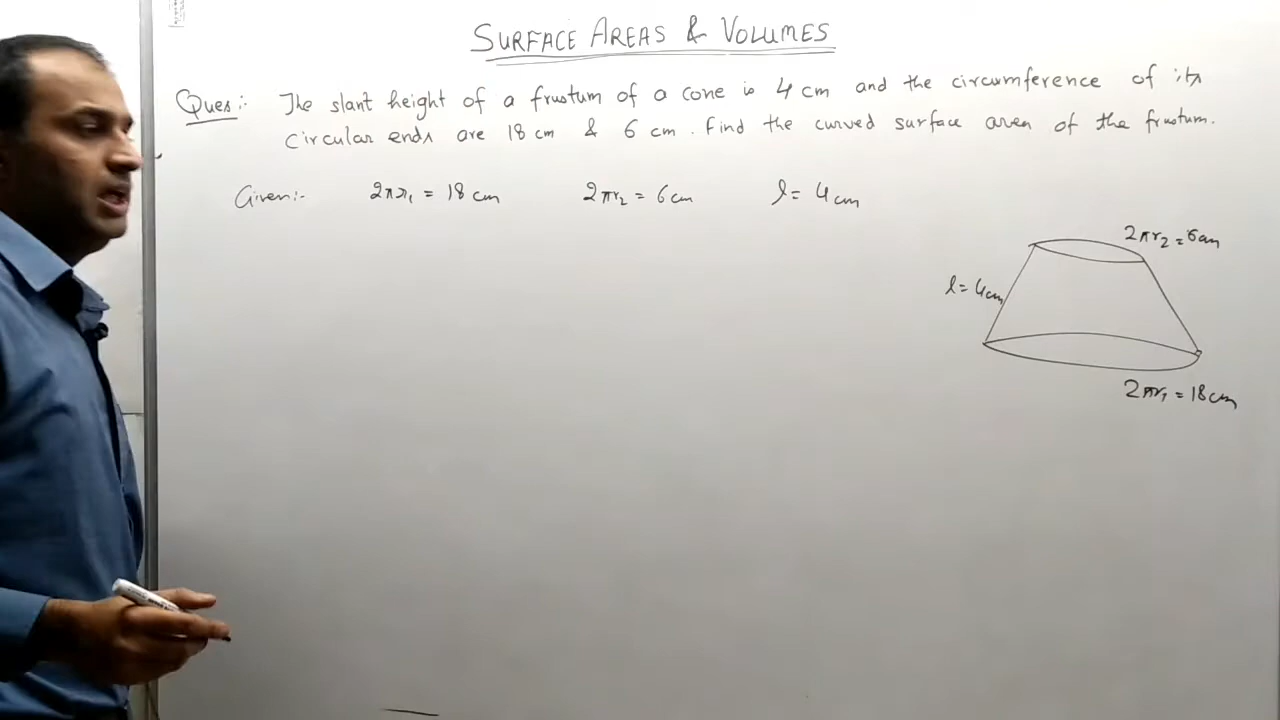 SURFACE AREAS & VOLUMES
Ques:- The slant height of a frustum of a cone is 4 cm and the circumference of its
circular ends are 18 cm & 6 cm. Find the curved surface area of the frustum.
Given:- 2πr₁ = 18 cm 2πr₂ = 6 cm l = 4 cm
2πr₂ = 6cm
l = 4cm
2πr₁ = 18cm